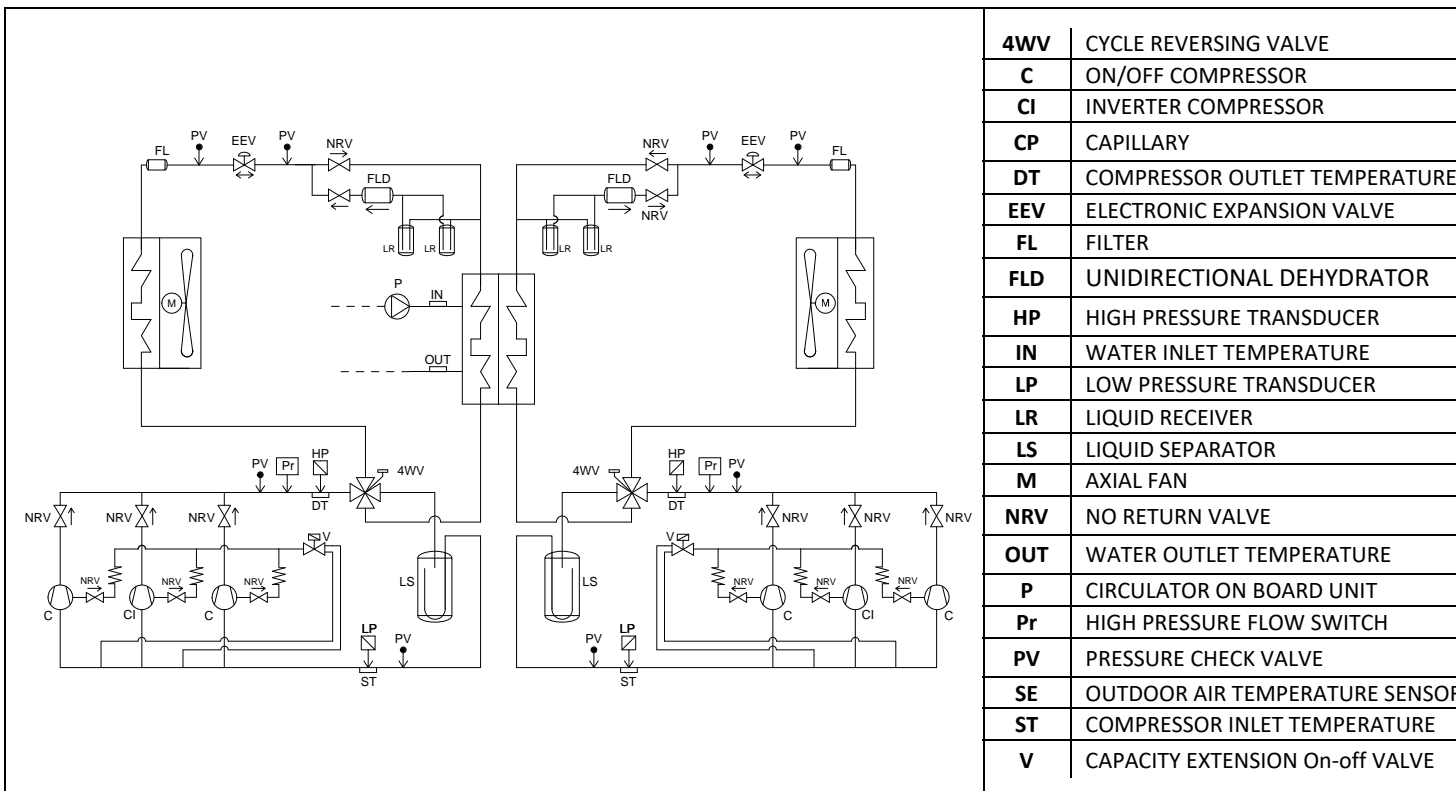 PV EEV PV NRV
FL
FLD
LR LR
M
P
IN
OUT
NRV PV EEV PV
FL
FLD
NRV
LR LR
M
HP
PV Pr 4WV
DT
NRV NRV NRV
V
NRV NRV NRV
C CI C
LS
LP PV
ST
HP
4WV Pr PV
DT
NRV NRV NRV
V
NRV NRV NRV
C CI C
LS
PV LP
ST
4WV CYCLE REVERSING VALVE
C ON/OFF COMPRESSOR
CI INVERTER COMPRESSOR
CP CAPILLARY
DT COMPRESSOR OUTLET TEMPERATURE
EEV ELECTRONIC EXPANSION VALVE
FL FILTER
FLD UNIDIRECTIONAL DEHYDRATOR
HP HIGH PRESSURE TRANSDUCER
IN WATER INLET TEMPERATURE
LP LOW PRESSURE TRANSDUCER
LR LIQUID RECEIVER
LS LIQUID SEPARATOR
M AXIAL FAN
NRV NO RETURN VALVE
OUT WATER OUTLET TEMPERATURE
P CIRCULATOR ON BOARD UNIT
Pr HIGH PRESSURE FLOW SWITCH
PV PRESSURE CHECK VALVE
SE OUTDOOR AIR TEMPERATURE SENSOR
ST COMPRESSOR INLET TEMPERATURE
V CAPACITY EXTENSION On-off VALVE